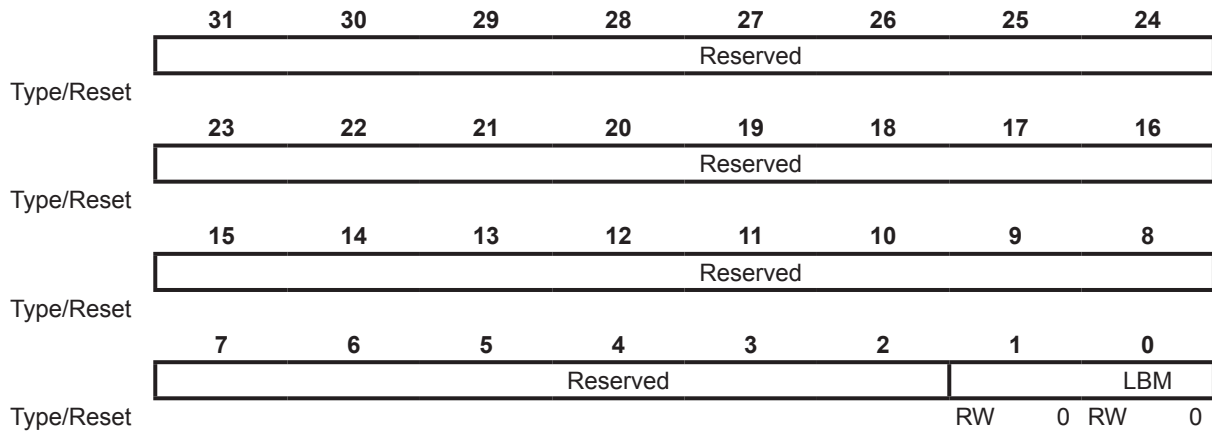 31 30 29 28 27 26 25 24
Reserved
Type/Reset
23 22 21 20 19 18 17 16
Reserved
Type/Reset
15 14 13 12 11 10 9 8
Reserved
Type/Reset
7 6 5 4 3 2 1 0
Reserved LBM
Type/Reset RW 0 RW 0